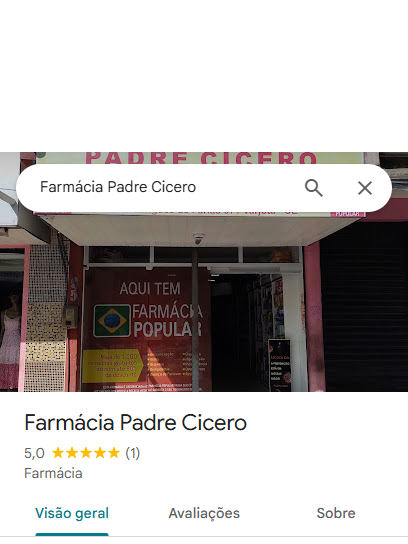 PADRE CICERO
Farmácia Padre Cicero
POPULAR
AQUI TEM
FARMÁCIA
POPULAR
Farmácia Padre Cicero
5,0 (1)
Farmácia
Visão geral
Avaliações
Sobre